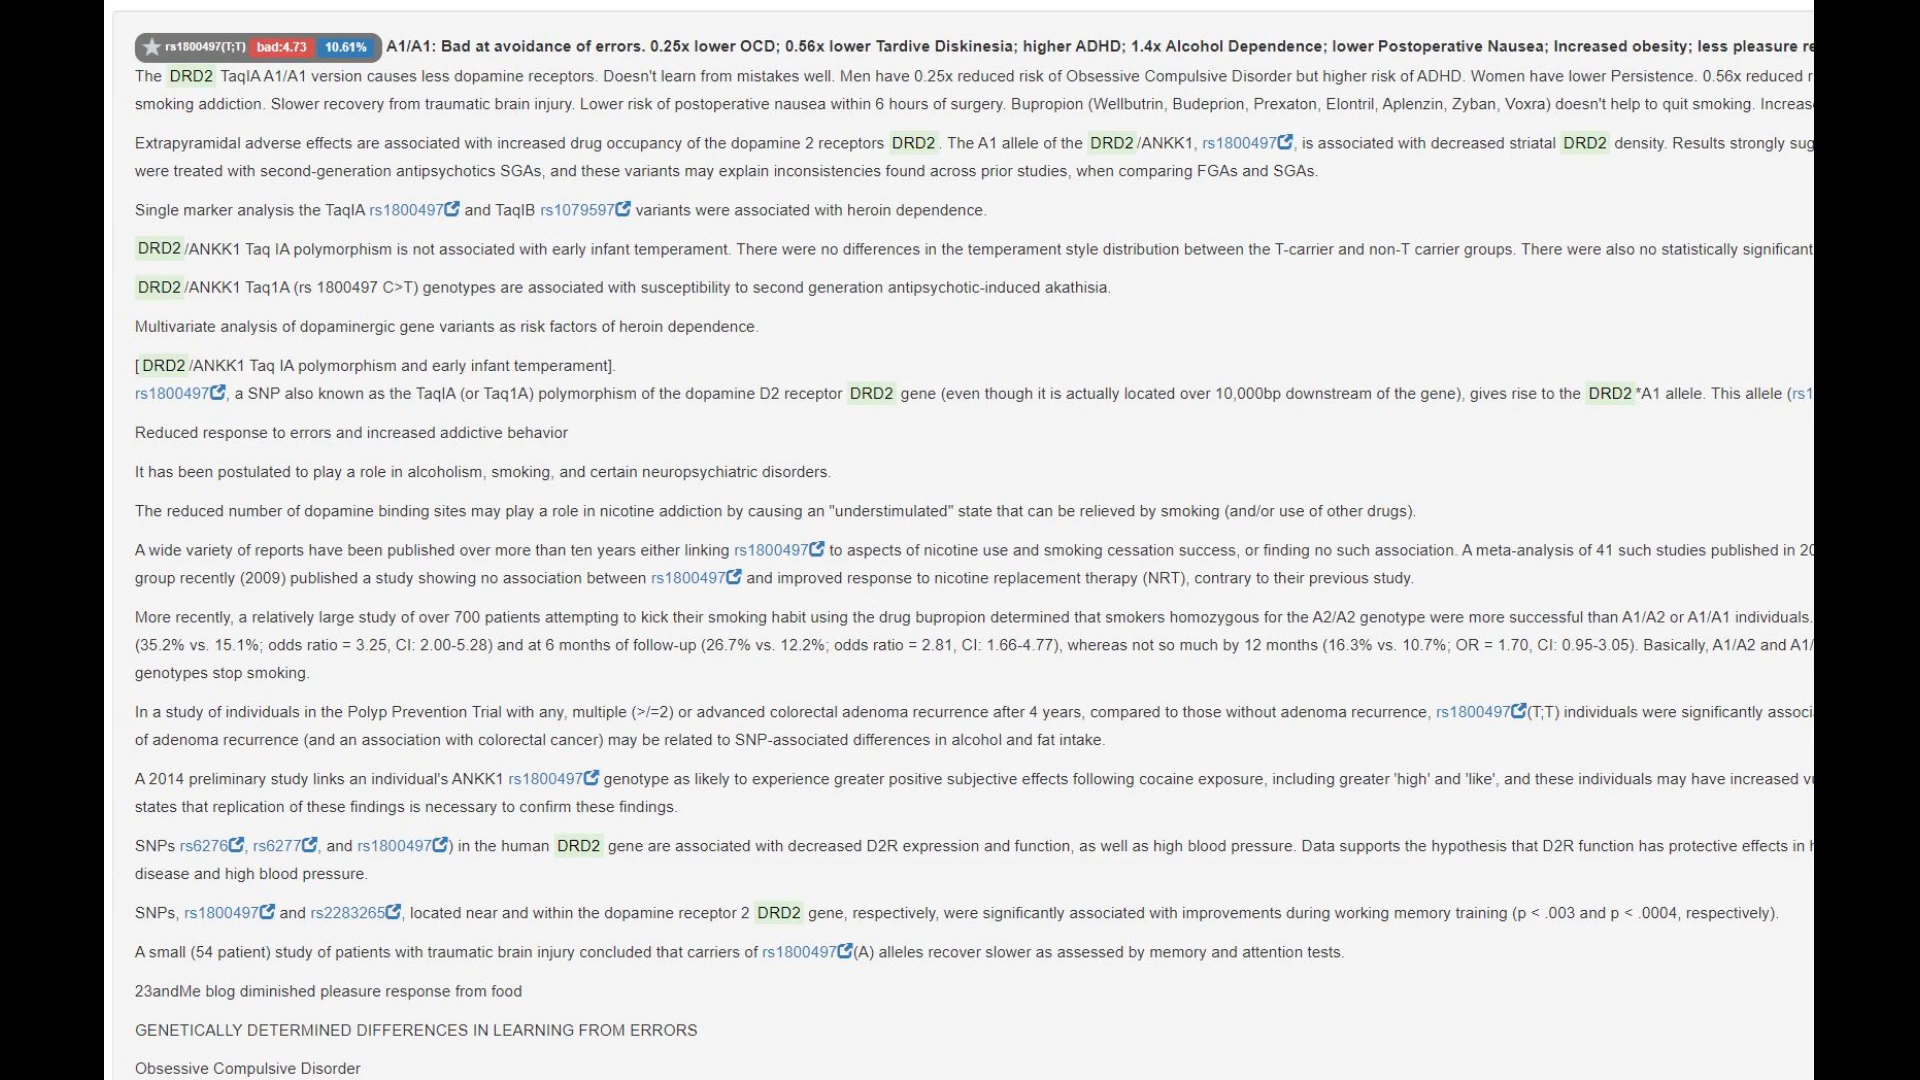 rs1800497(T;T) bad:4.73 10.61% A1/A1: Bad at avoidance of errors. 0.25x lower OCD; 0.56x lower Tardive Diskinesia; higher ADHD; 1.4x Alcohol Dependence; lower Postoperative Nausea; Increased obesity; less pleasure re
The DRD2 TaqIA A1/A1 version causes less dopamine receptors. Doesn't learn from mistakes well. Men have 0.25x reduced risk of Obsessive Compulsive Disorder but higher risk of ADHD. Women have lower Persistence. 0.56x reduced r
smoking addiction. Slower recovery from traumatic brain injury. Lower risk of postoperative nausea within 6 hours of surgery. Bupropion (Wellbutrin, Budeprion, Prexaton, Elontril, Aplenzin, Zyban, Voxra) doesn't help to quit smoking. Increas
Extrapyramidal adverse effects are associated with increased drug occupancy of the dopamine 2 receptors DRD2 . The A1 allele of the DRD2 /ANKK1, rs1800497, is associated with decreased striatal DRD2 density. Results strongly sug
were treated with second-generation antipsychotics SGAs, and these variants may explain inconsistencies found across prior studies, when comparing FGAs and SGAs.
Single marker analysis the TaqIA rs1800497 and TaqIB rs1079597 variants were associated with heroin dependence.
DRD2 /ANKK1 Taq IA polymorphism is not associated with early infant temperament. There were no differences in the temperament style distribution between the T-carrier and non-T carrier groups. There were also no statistically significant
DRD2 /ANKK1 Taq1A (rs 1800497 C>T) genotypes are associated with susceptibility to second generation antipsychotic-induced akathisia.
Multivariate analysis of dopaminergic gene variants as risk factors of heroin dependence.
[ DRD2 /ANKK1 Taq IA polymorphism and early infant temperament].
rs1800497, a SNP also known as the TaqIA (or Taq1A) polymorphism of the dopamine D2 receptor DRD2 gene (even though it is actually located over 10,000bp downstream of the gene), gives rise to the DRD2 *A1 allele. This allele (rs1
Reduced response to errors and increased addictive behavior
It has been postulated to play a role in alcoholism, smoking, and certain neuropsychiatric disorders.
The reduced number of dopamine binding sites may play a role in nicotine addiction by causing an "understimulated" state that can be relieved by smoking (and/or use of other drugs).
A wide variety of reports have been published over more than ten years either linking rs1800497 to aspects of nicotine use and smoking cessation success, or finding no such association. A meta-analysis of 41 such studies published in 20
group recently (2009) published a study showing no association between rs1800497 and improved response to nicotine replacement therapy (NRT), contrary to their previous study.
More recently, a relatively large study of over 700 patients attempting to kick their smoking habit using the drug bupropion determined that smokers homozygous for the A2/A2 genotype were more successful than A1/A2 or A1/A1 individuals.
(35.2% vs. 15.1%; odds ratio = 3.25, CI: 2.00-5.28) and at 6 months of follow-up (26.7% vs. 12.2%; odds ratio = 2.81, CI: 1.66-4.77), whereas not so much by 12 months (16.3% vs. 10.7%; OR = 1.70, CI: 0.95-3.05). Basically, A1/A2 and A1/
genotypes stop smoking.
In a study of individuals in the Polyp Prevention Trial with any, multiple (>/=2) or advanced colorectal adenoma recurrence after 4 years, compared to those without adenoma recurrence, rs1800497(T;T) individuals were significantly associ
of adenoma recurrence (and an association with colorectal cancer) may be related to SNP-associated differences in alcohol and fat intake.
A 2014 preliminary study links an individual's ANKK1 rs1800497 genotype as likely to experience greater positive subjective effects following cocaine exposure, including greater 'high' and 'like', and these individuals may have increased vu
states that replication of these findings is necessary to confirm these findings.
SNPs rs6276, rs6277, and rs1800497) in the human DRD2 gene are associated with decreased D2R expression and function, as well as high blood pressure. Data supports the hypothesis that D2R function has protective effects in h
disease and high blood pressure.
SNPs, rs1800497 and rs2283265, located near and within the dopamine receptor 2 DRD2 gene, respectively, were significantly associated with improvements during working memory training (p < .003 and p < .0004, respectively).
A small (54 patient) study of patients with traumatic brain injury concluded that carriers of rs1800497(A) alleles recover slower as assessed by memory and attention tests.
23andMe blog diminished pleasure response from food
GENETICALLY DETERMINED DIFFERENCES IN LEARNING FROM ERRORS
Obsessive Compulsive Disorder